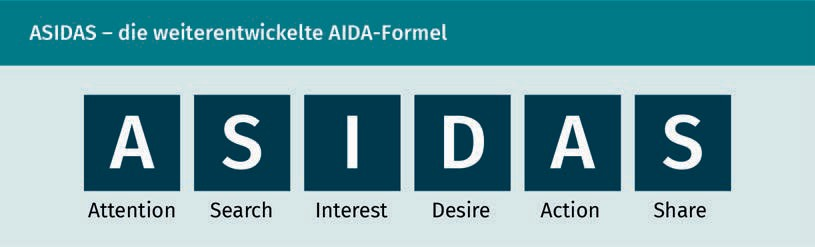 ASIDAS – die weiterentwickelte AIDA-Formel
A S I D A S
Attention Search Interest Desire Action Share